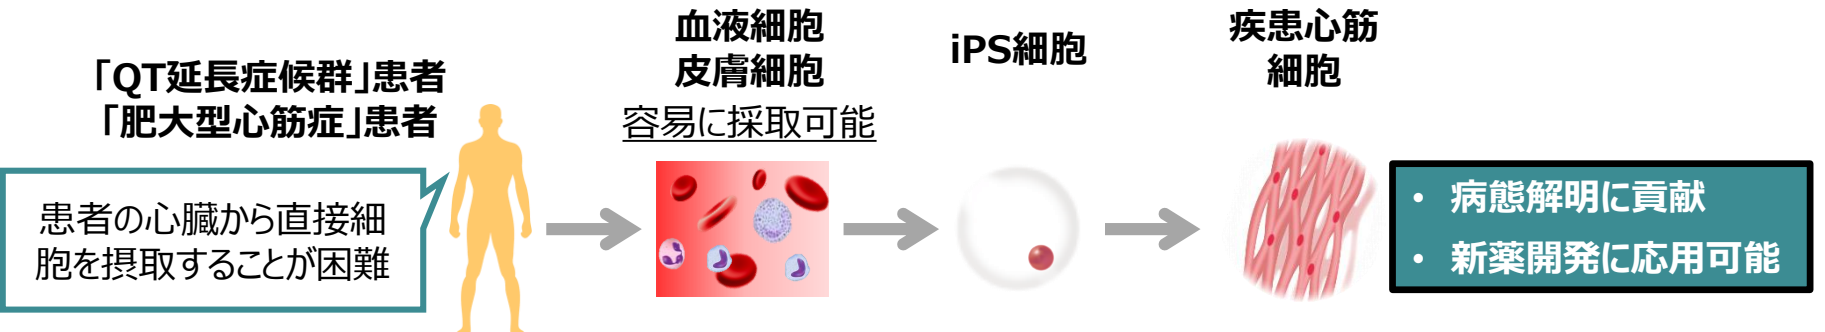 「QT延長症候群」患者
「肥大型心筋症」患者
患者の心臓から直接細
胞を摂取することが困難
血液細胞
皮膚細胞
容易に採取可能
iPS細胞
疾患心筋
細胞
• 病態解明に貢献
• 新薬開発に応用可能